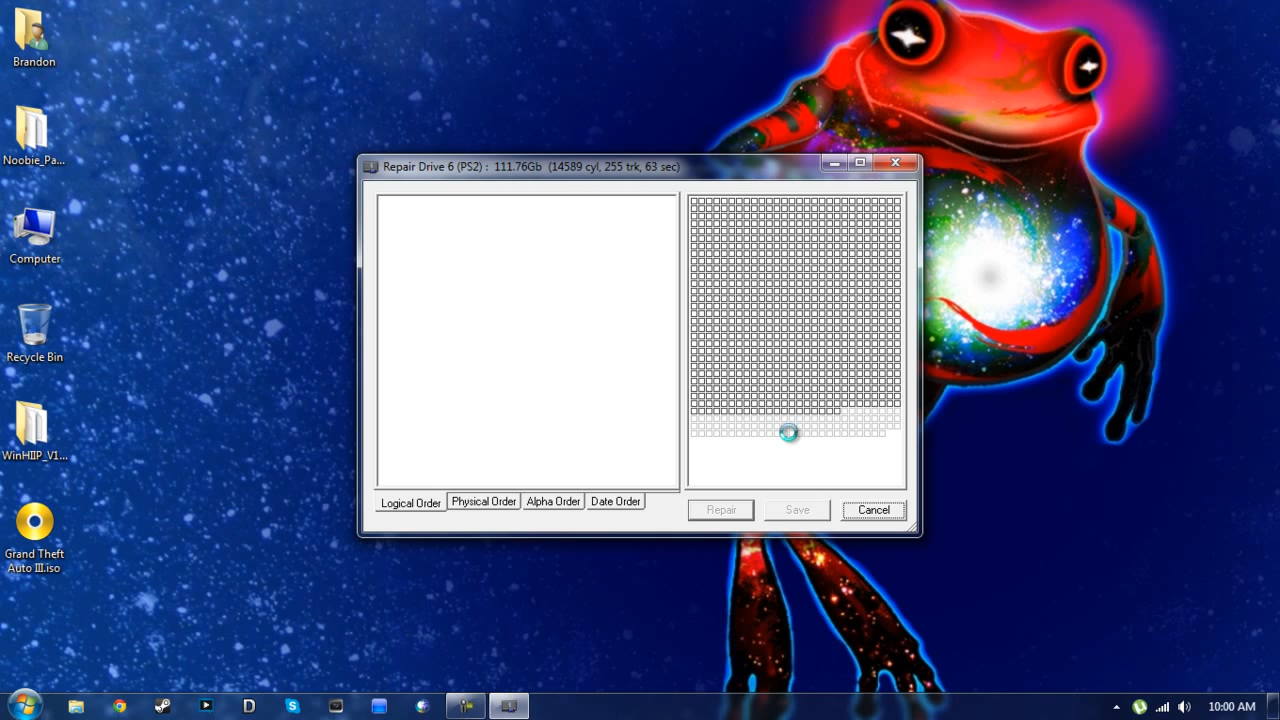 Brandon
Noobie_Pa...
Computer
Recycle Bin
WinHIIP_V1...
Grand Theft
Auto III.iso
Repair Drive 6 (PS2) : 111.76Gb (14589 cyl, 255 trk, 63 sec)
Logical Order
Physical Order
Alpha Order
Date Order
Repair
Save
Cancel
D
10:00 AM